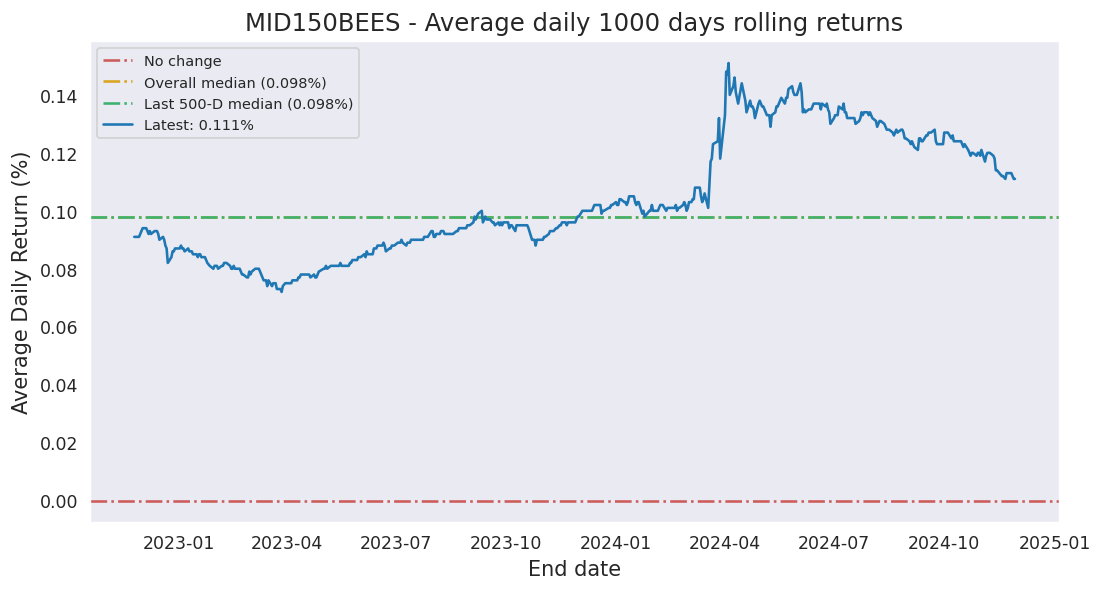 MID150BEES - Average daily 1000 days rolling returns
No change
Overall median (0.098%)
Last 500-D median (0.098%)
Latest: 0.111%
Average Daily Return (%)
0.14
0.12
0.10
0.08
0.06
0.04
0.02
0.00
2023-01 2023-04 2023-07 2023-10 2024-01 2024-04 2024-07 2024-10 2025-01
End date